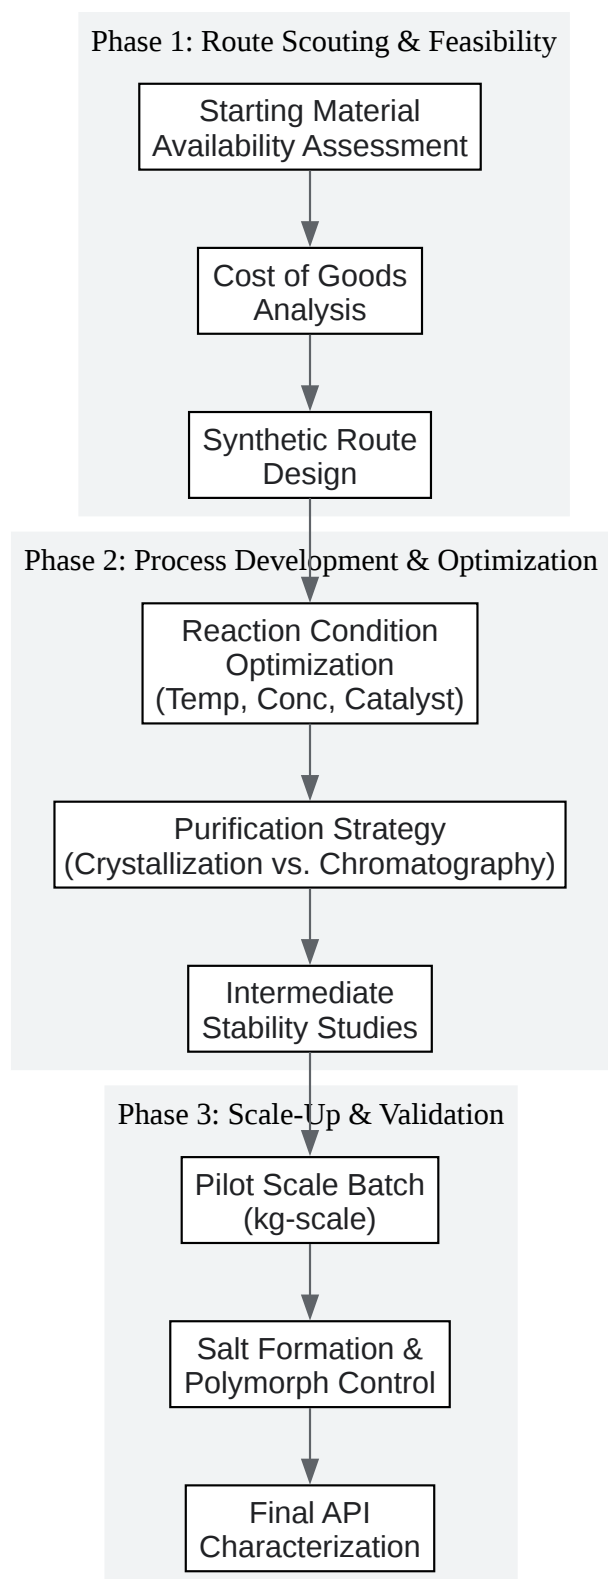 Phase 1: Route Scouting & Feasibility
Starting Material
Availability Assessment
Cost of Goods
Analysis
Synthetic Route
Design
Phase 2: Process Development & Optimization
Reaction Condition
Optimization
(Temp, Conc, Catalyst)
Purification Strategy
(Crystallization vs. Chromatography)
Intermediate
Stability Studies
Phase 3: Scale-Up & Validation
Pilot Scale Batch
(kg-scale)
Salt Formation &
Polymorph Control
Final API
Characterization